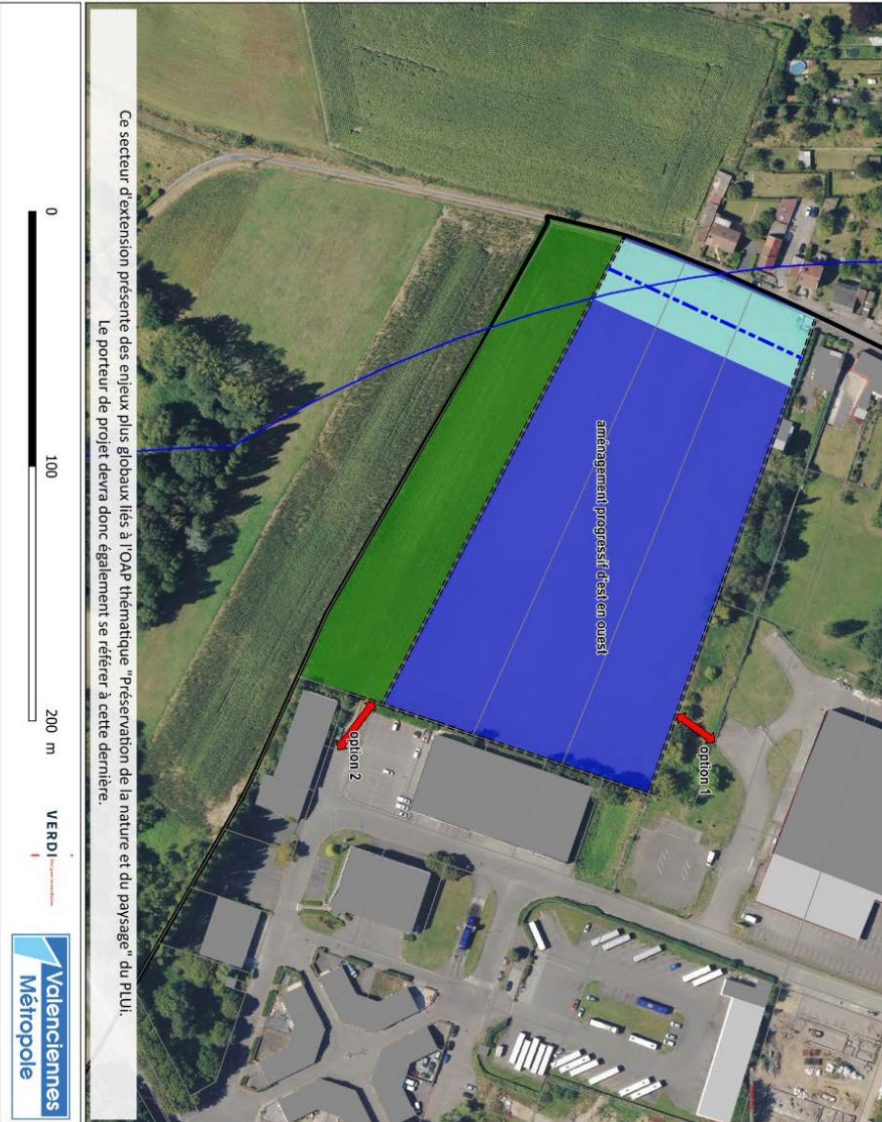 aménagement progressif d'est en ouest
option 1
option 2
Ce secteur d'extension présente des enjeux plus globaux liés à l'OAP thématique "Préservation de la nature et du paysage" du PLUi.
Le porteur de projet devra donc également se référer à cette dernière.
0
100
200 m
VERDI
Valenciennes
Métropole